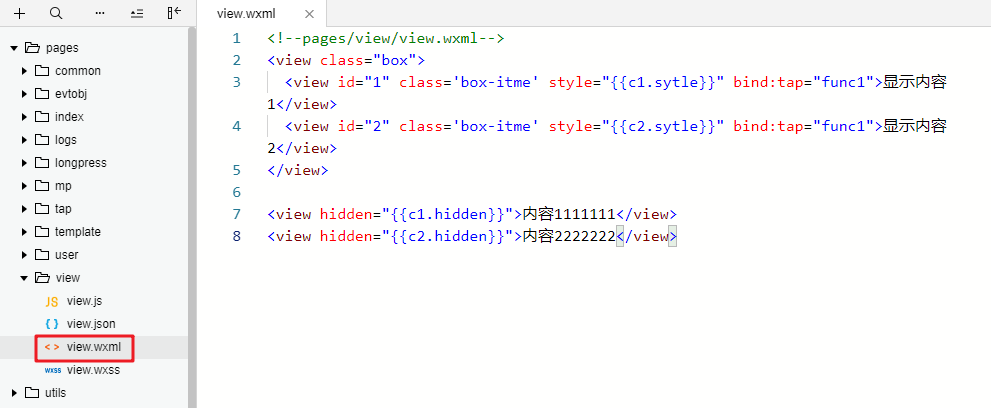 view.wxml ×
pages
common
evtobj
index
logs
longpress
mp
tap
template
user
view
JS view.js
{ } view.json
< > view.wxml
wxss view.wxss
utils
1 <!--pages/view/view.wxml-->
2 <view class="box">
3 <view id="1" class='box-itme' style="{{c1.sytle}}" bind:tap="func1">显示内容
1</view>
4 <view id="2" class='box-itme' style="{{c2.sytle}}" bind:tap="func1">显示内容
2</view>
5 </view>
6
7 <view hidden="{{c1.hidden}}">内容1111111</view>
8 <view hidden="{{c2.hidden}}">内容2222222</view>